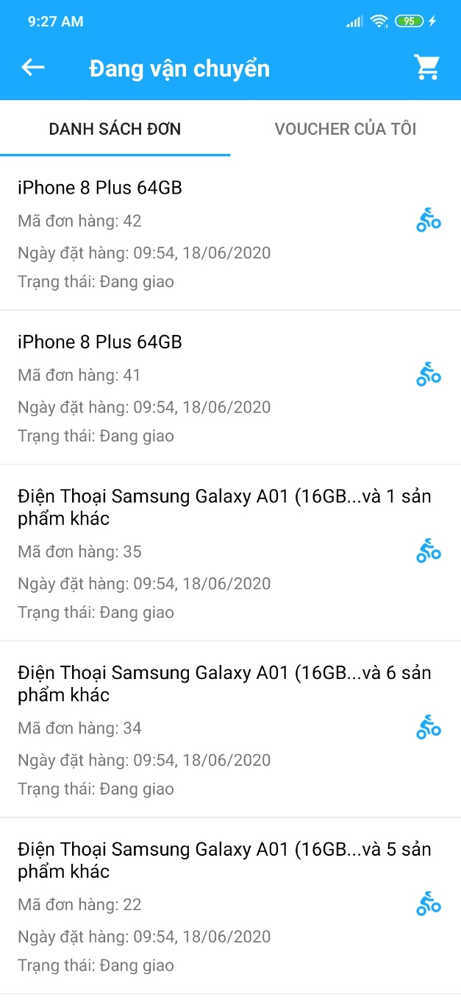 9:27 AM
95
Đang vận chuyển
DANH SÁCH ĐƠN
VOUCHER CỦA TÔI
iPhone 8 Plus 64GB
Mã đơn hàng: 42
Ngày đặt hàng: 09:54, 18/06/2020
Trạng thái: Đang giao
iPhone 8 Plus 64GB
Mã đơn hàng: 41
Ngày đặt hàng: 09:54, 18/06/2020
Trạng thái: Đang giao
Điện Thoại Samsung Galaxy A01 (16GB...và 1 sản
phẩm khác
Mã đơn hàng: 35
Ngày đặt hàng: 09:54, 18/06/2020
Trạng thái: Đang giao
Điện Thoại Samsung Galaxy A01 (16GB...và 6 sản
phẩm khác
Mã đơn hàng: 34
Ngày đặt hàng: 09:54, 18/06/2020
Trạng thái: Đang giao
Điện Thoại Samsung Galaxy A01 (16GB...và 5 sản
phẩm khác
Mã đơn hàng: 22
Ngày đặt hàng: 09:54, 18/06/2020
Trạng thái: Đang giao